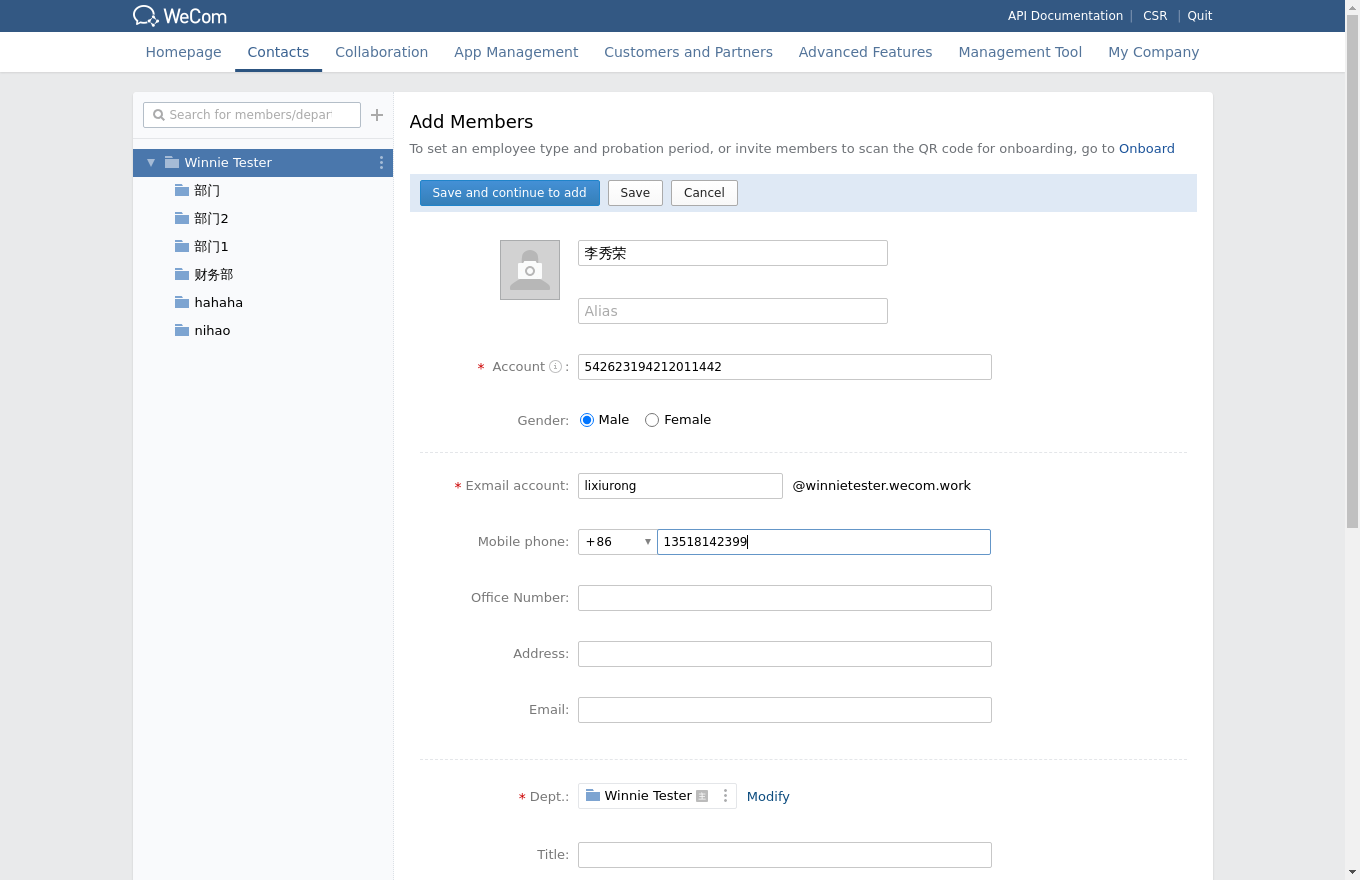 WeCom
API Documentation | CSR | Quit
Homepage Contacts Collaboration App Management Customers and Partners Advanced Features Management Tool My Company
Search for members/depar
Winnie Tester
部门
部门2
部门1
财务部
hahaha
nihao
Add Members
To set an employee type and probation period, or invite members to scan the QR code for onboarding, go to Onboard
Save and continue to add Save Cancel
李秀荣
Alias
* Account : 542623194212011442
Gender: Male Female
* Exmail account: lixiurong @winnietester.wecom.work
Mobile phone: +86 13518142399
Office Number:
Address:
Email:
* Dept.: Winnie Tester 主 Modify
Title: